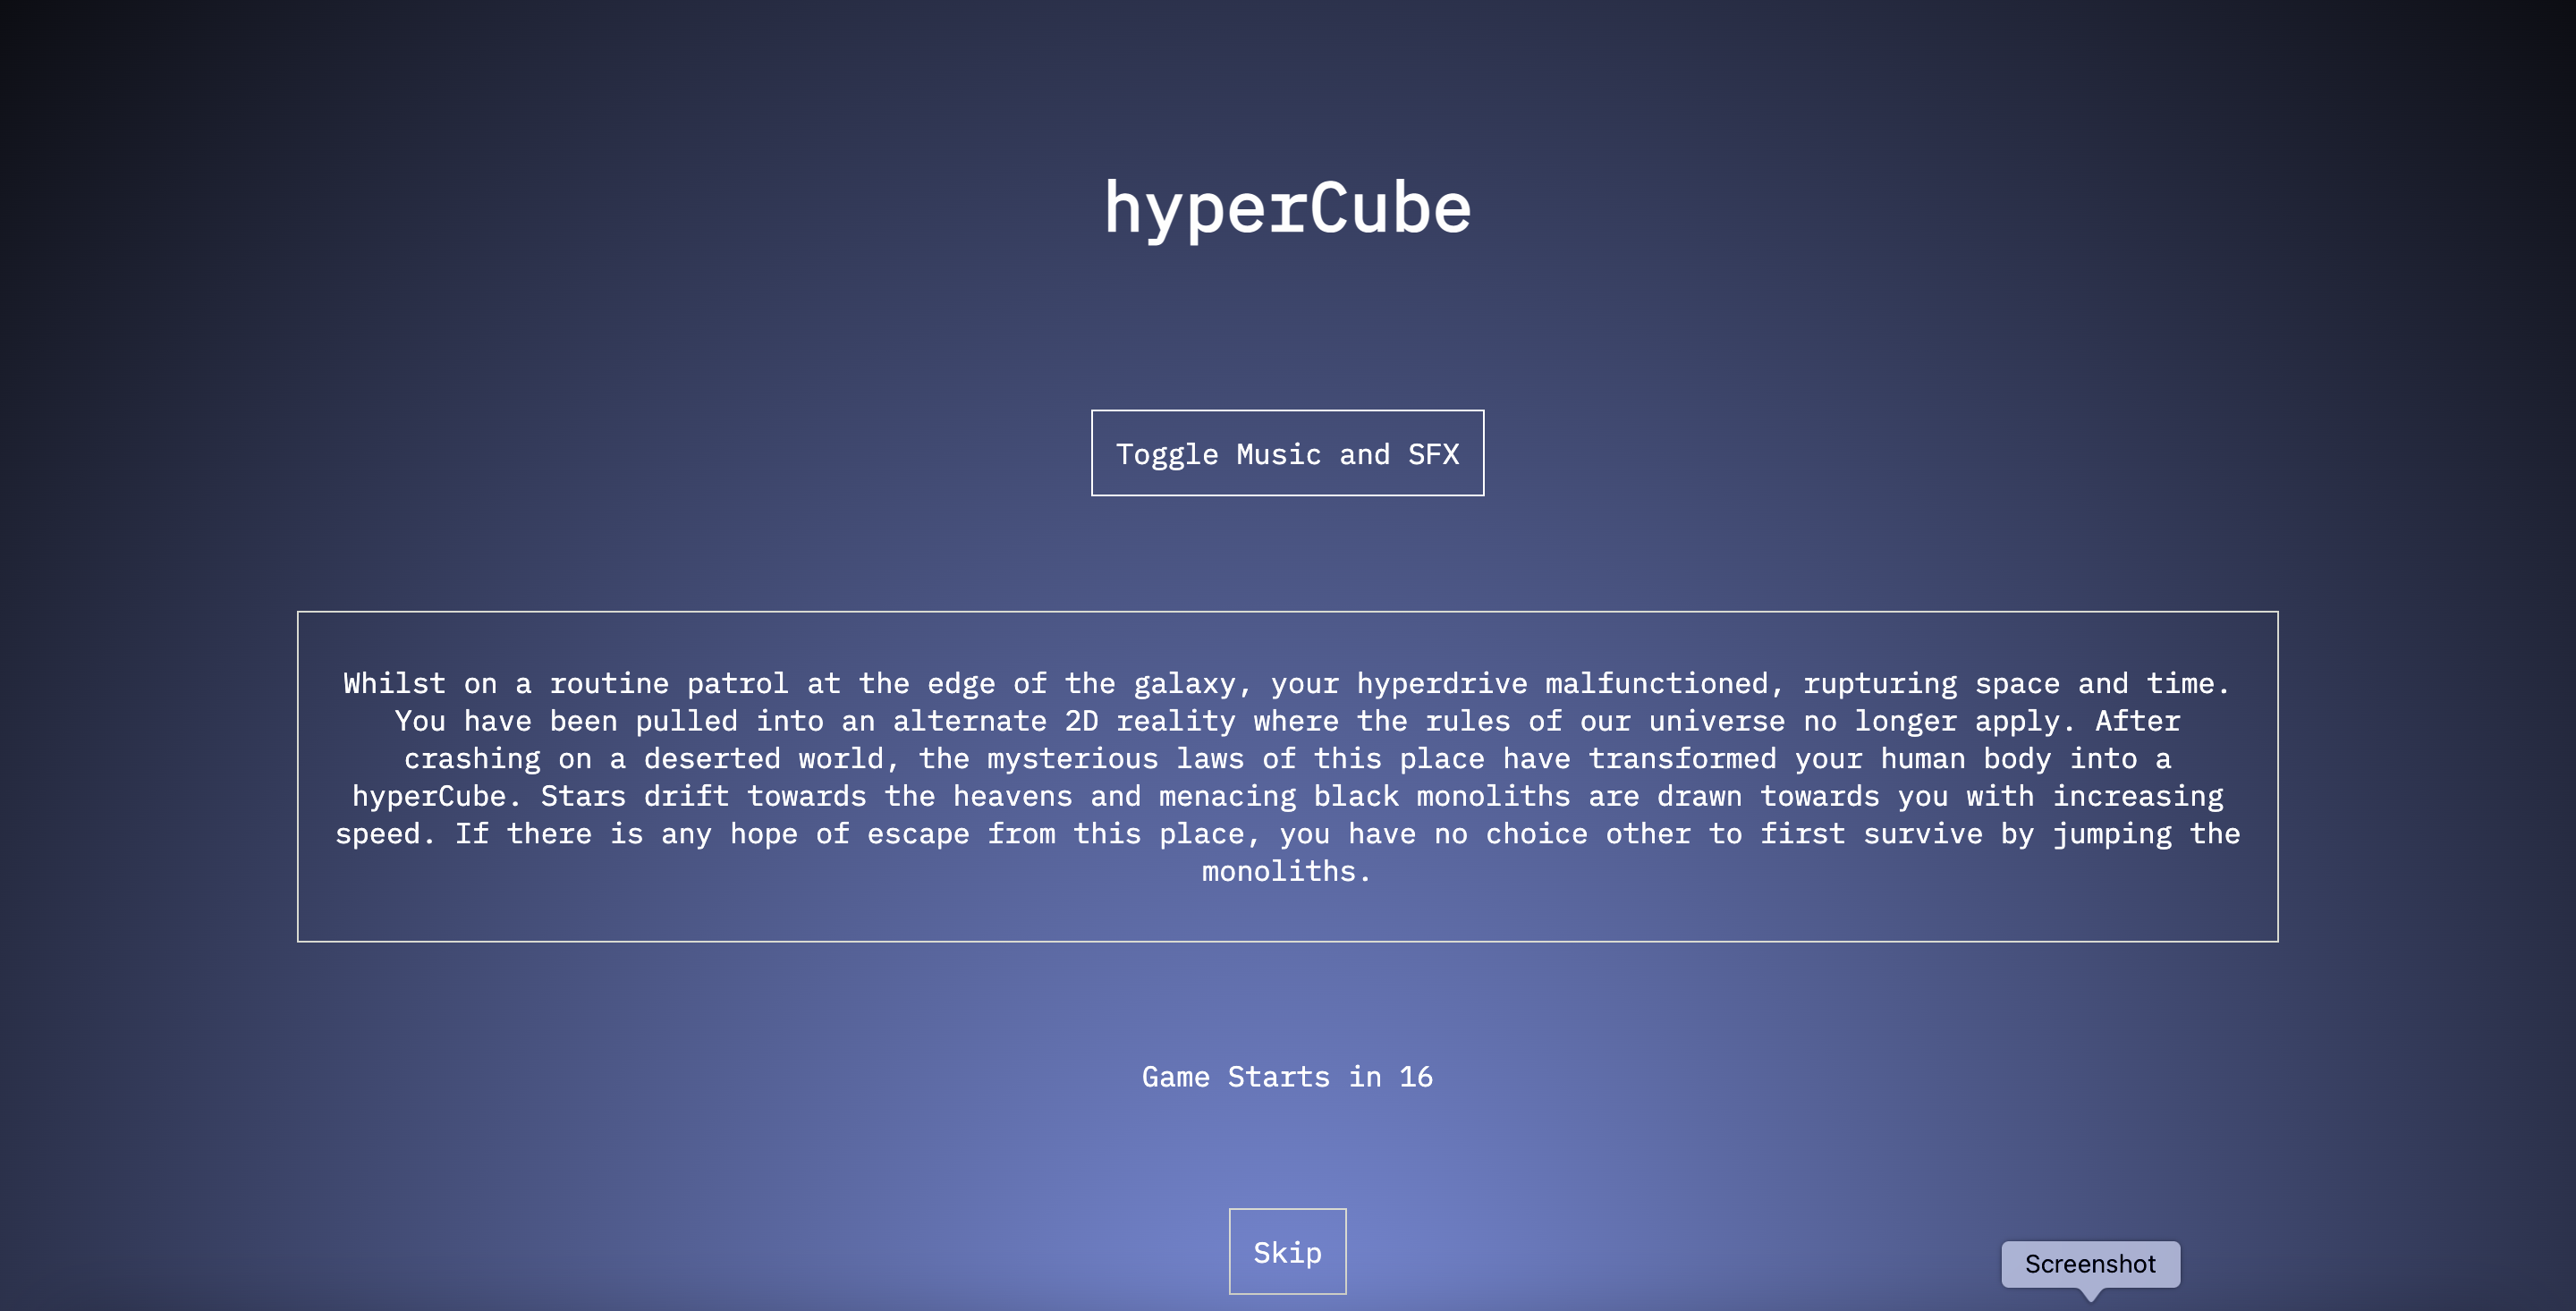 hyperCube
Toggle Music and SFX
Whilst on a routine patrol at the edge of the galaxy, your hyperdrive malfunctioned, rupturing space and time.
You have been pulled into an alternate 2D reality where the rules of our universe no longer apply. After
crashing on a deserted world, the mysterious laws of this place have transformed your human body into a
hyperCube. Stars drift towards the heavens and menacing black monoliths are drawn towards you with increasing
speed. If there is any hope of escape from this place, you have no choice other to first survive by jumping the
monoliths.
Game Starts in 16
Skip
Screenshot